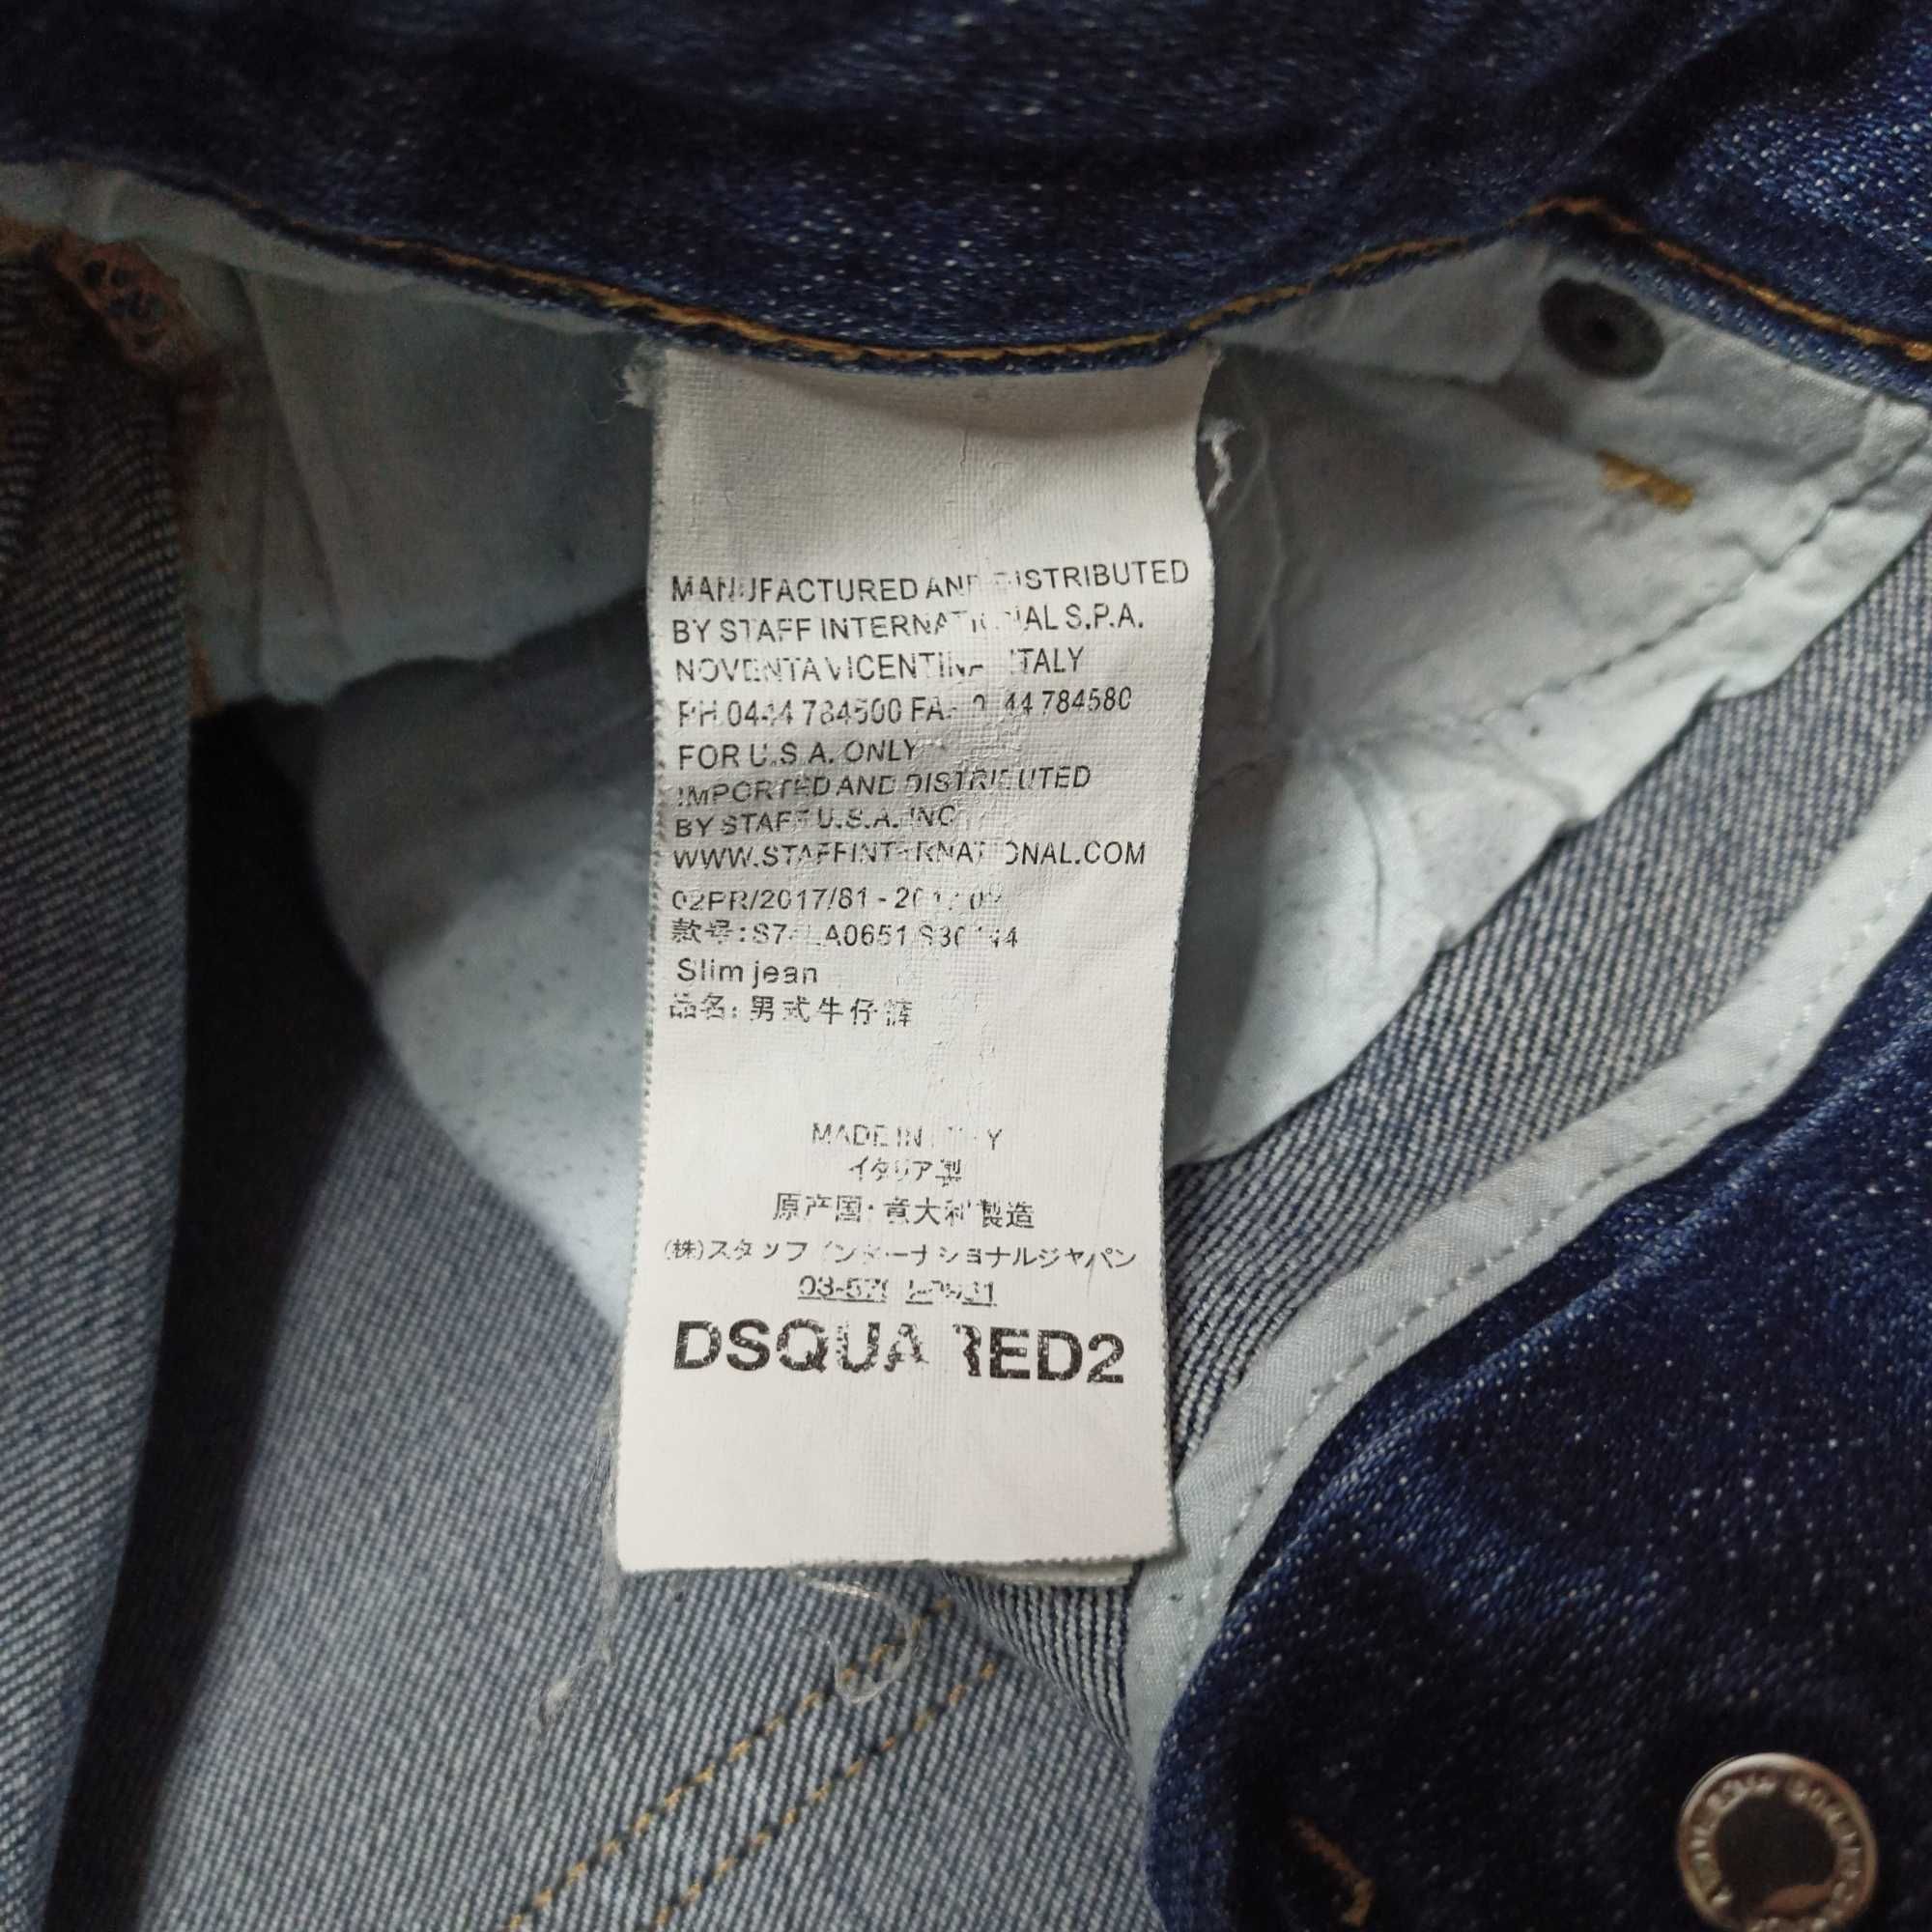 MANUFACTURED AND DISTRIBUTED
BY STAFF INTERNATIONAL S.P.A.
NOVENTA VICENTINA ITALY
PH.0444 784500 FAX 0444 784580
FOR U.S.A. ONLY
IMPORTED AND DISTRIBUTED
BY STAFF U.S.A. INC
WWW.STAFFINTERNATIONAL.COM
02PR/2017/81 -
款号:
Slim jean
品名: 男式牛仔裤
MADE IN ITALY
イタリア製
原产国: 意大利製造
(株)スタッフインターナショナルジャパン
DSQUARED2